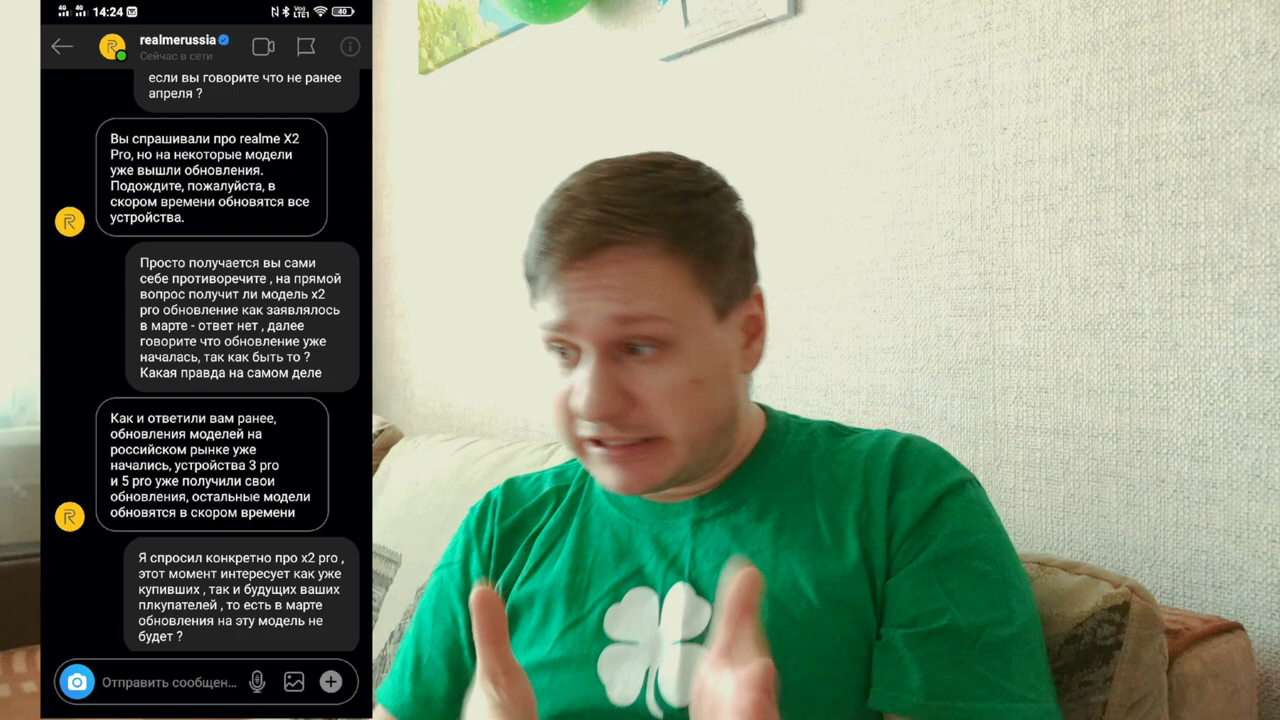 4G 4G 14:24 VoLTE1 40
realmerussia
Сейчас в сети
если вы говорите что не ранее
апреля ?
Вы спрашивали про realme X2
Pro, но на некоторые модели
уже вышли обновления.
Подождите, пожалуйста, в
скором времени обновятся все
устройства.
Просто получается вы сами
себе противоречите , на прямой
вопрос получит ли модель x2
pro обновление как заявлялось
в марте - ответ нет , далее
говорите что обновление уже
началась, так как быть то ?
Какая правда на самом деле
Как и ответили вам ранее,
обновления моделей на
российском рынке уже
начались, устройства 3 pro
и 5 pro уже получили свои
обновления, остальные модели
обновятся в скором времени
Я спросил конкретно про x2 pro ,
этот момент интересует как уже
купивших , так и будущих ваших
плкупателей , то есть в марте
обновления на эту модель не
будет ?
Отправить сообщен...